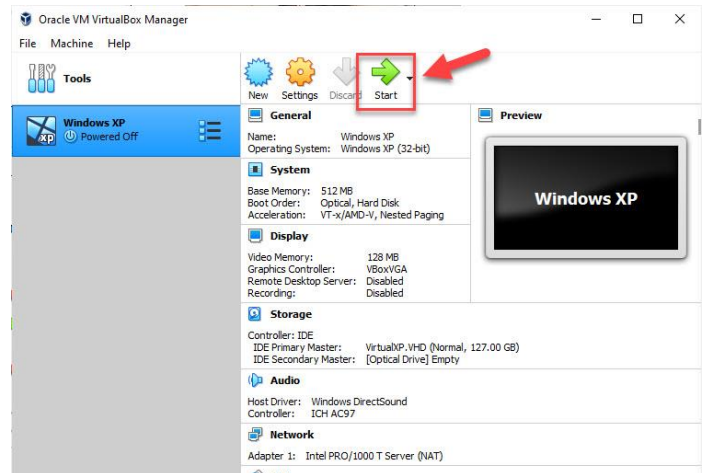 Oracle VM VirtualBox Manager
File Machine Help
Tools
New Settings Discard Start
Windows XP
Powered Off
XP
General
Name: Windows XP
Operating System: Windows XP (32-bit)
System
Base Memory: 512 MB
Boot Order: Optical, Hard Disk
Acceleration: VT-x/AMD-V, Nested Paging
Display
Video Memory: 128 MB
Graphics Controller: VBoxVGA
Remote Desktop Server: Disabled
Recording: Disabled
Storage
Controller: IDE
IDE Primary Master: VirtualXP.VHD (Normal, 127.00 GB)
IDE Secondary Master: [Optical Drive] Empty
Audio
Host Driver: Windows DirectSound
Controller: ICH AC97
Network
Adapter 1: Intel PRO/1000 T Server (NAT)
Preview
Windows XP